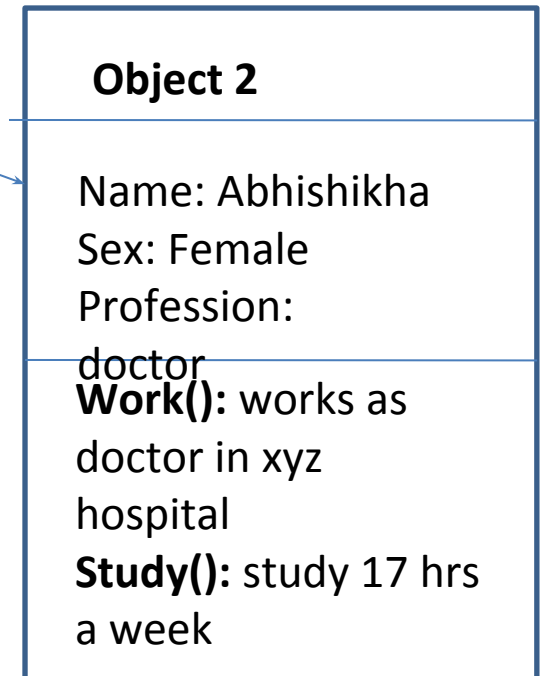 Object 2
Name: Abhishikha
Sex: Female
Profession:
doctor
Work(): works as
doctor in xyz
hospital
Study(): study 17 hrs
a week